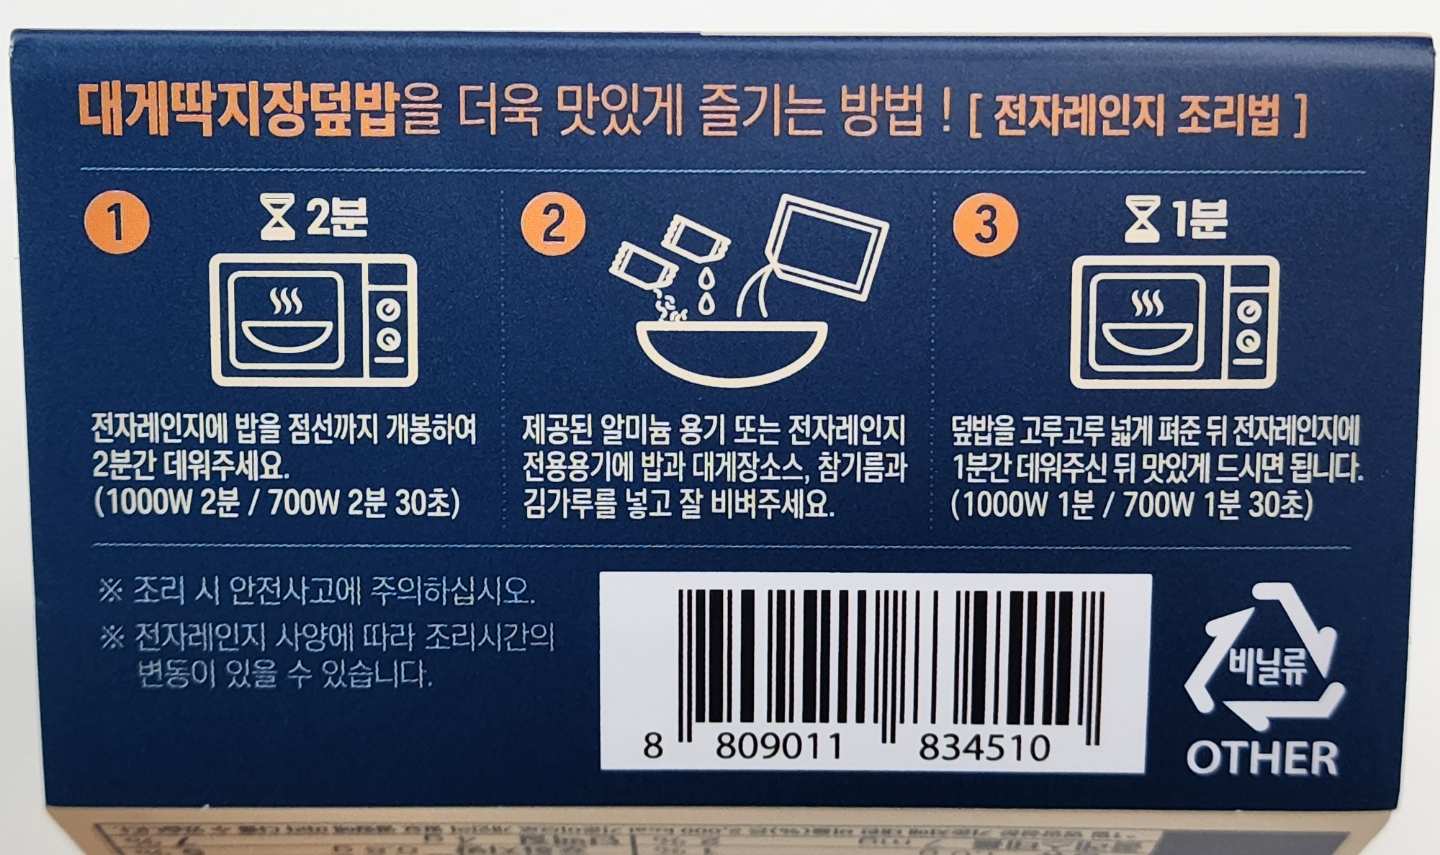 대게딱지장덮밥을 더욱 맛있게 즐기는 방법 ! [ 전자레인지 조리법 ]
1
2분
전자레인지에 밥을 점선까지 개봉하여
2분간 데워주세요.
(1000W 2분 / 700W 2분 30초)
2
제공된 알미늄 용기 또는 전자레인지
전용용기에 밥과 대게장소스, 참기름과
김가루를 넣고 잘 비벼주세요.
3
1분
덮밥을 고루고루 넓게 펴준 뒤 전자레인지에
1분간 데워주신 뒤 맛있게 드시면 됩니다.
(1000W 1분 / 700W 1분 30초)
※ 조리 시 안전사고에 주의하십시오.
※ 전자레인지 사양에 따라 조리시간의
변동이 있을 수 있습니다.
8 809011 834510
비닐류
OTHER